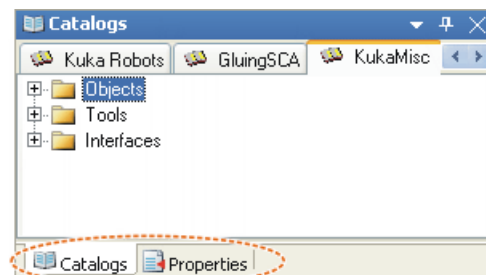 Catalogs
Kuka Robots GluingSCA KukaMisc
Objects
Tools
Interfaces
Catalogs Properties